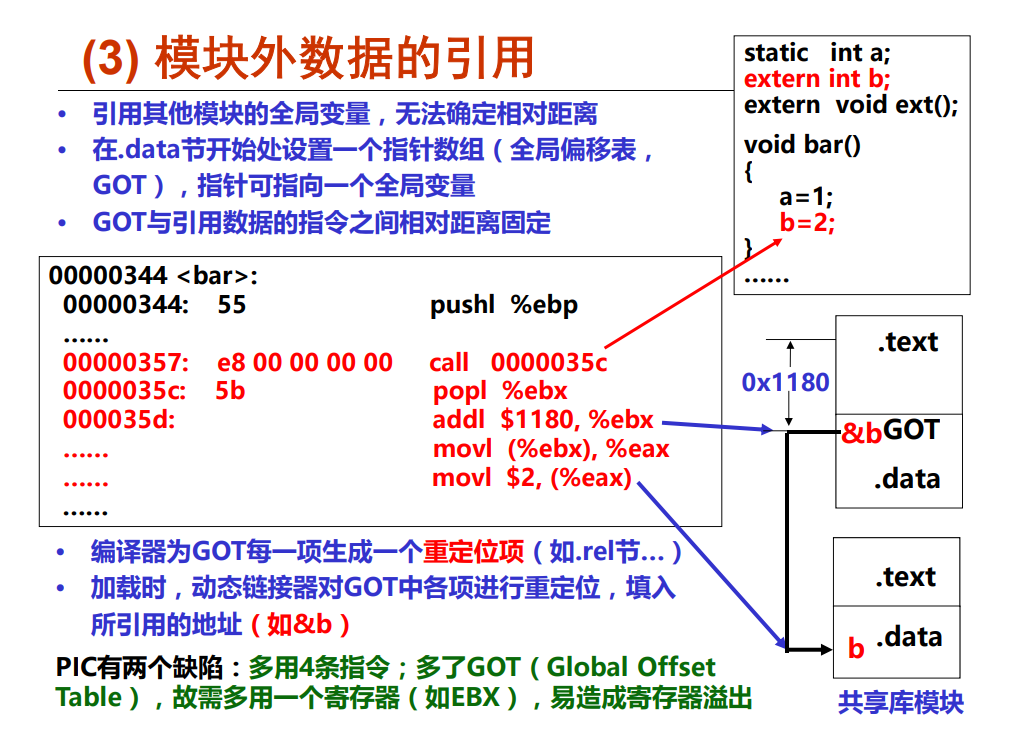 (3) 模块外数据的引用
• 引用其他模块的全局变量，无法确定相对距离
• 在.data节开始处设置一个指针数组（全局偏移表，
GOT），指针可指向一个全局变量
• GOT与引用数据的指令之间相对距离固定
static int a;
extern int b;
extern void ext();
void bar()
{
a=1;
b=2;
}
......
00000344 <bar>:
00000344: 55 pushl %ebp
......
00000357: e8 00 00 00 00 call 0000035c
0000035c: 5b popl %ebx
000035d: addl $1180, %ebx
...... movl (%ebx), %eax
...... movl $2, (%eax)
......
.text
0x1180
&bGOT
.data
.text
b .data
共享库模块
• 编译器为GOT每一项生成一个重定位项（如.rel节...）
• 加载时，动态链接器对GOT中各项进行重定位，填入
所引用的地址（如&b）
PIC有两个缺陷：多用4条指令；多了GOT（Global Offset
Table），故需多用一个寄存器（如EBX），易造成寄存器溢出